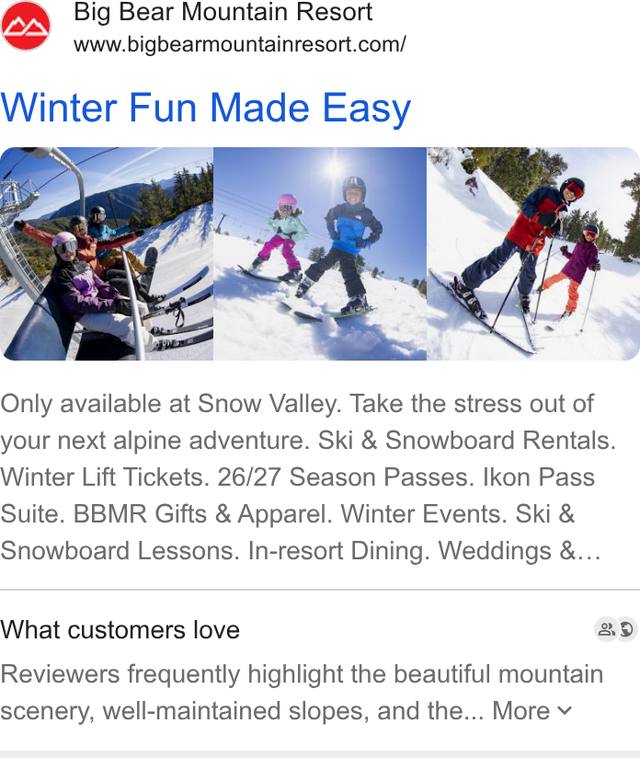 Big Bear Mountain Resort
www.bigbearmountainresort.com/
Winter Fun Made Easy
Only available at Snow Valley. Take the stress out of
your next alpine adventure. Ski & Snowboard Rentals.
Winter Lift Tickets. 26/27 Season Passes. Ikon Pass
Suite. BBMR Gifts & Apparel. Winter Events. Ski &
Snowboard Lessons. In-resort Dining. Weddings &...
What customers love
Reviewers frequently highlight the beautiful mountain
scenery, well-maintained slopes, and the... More